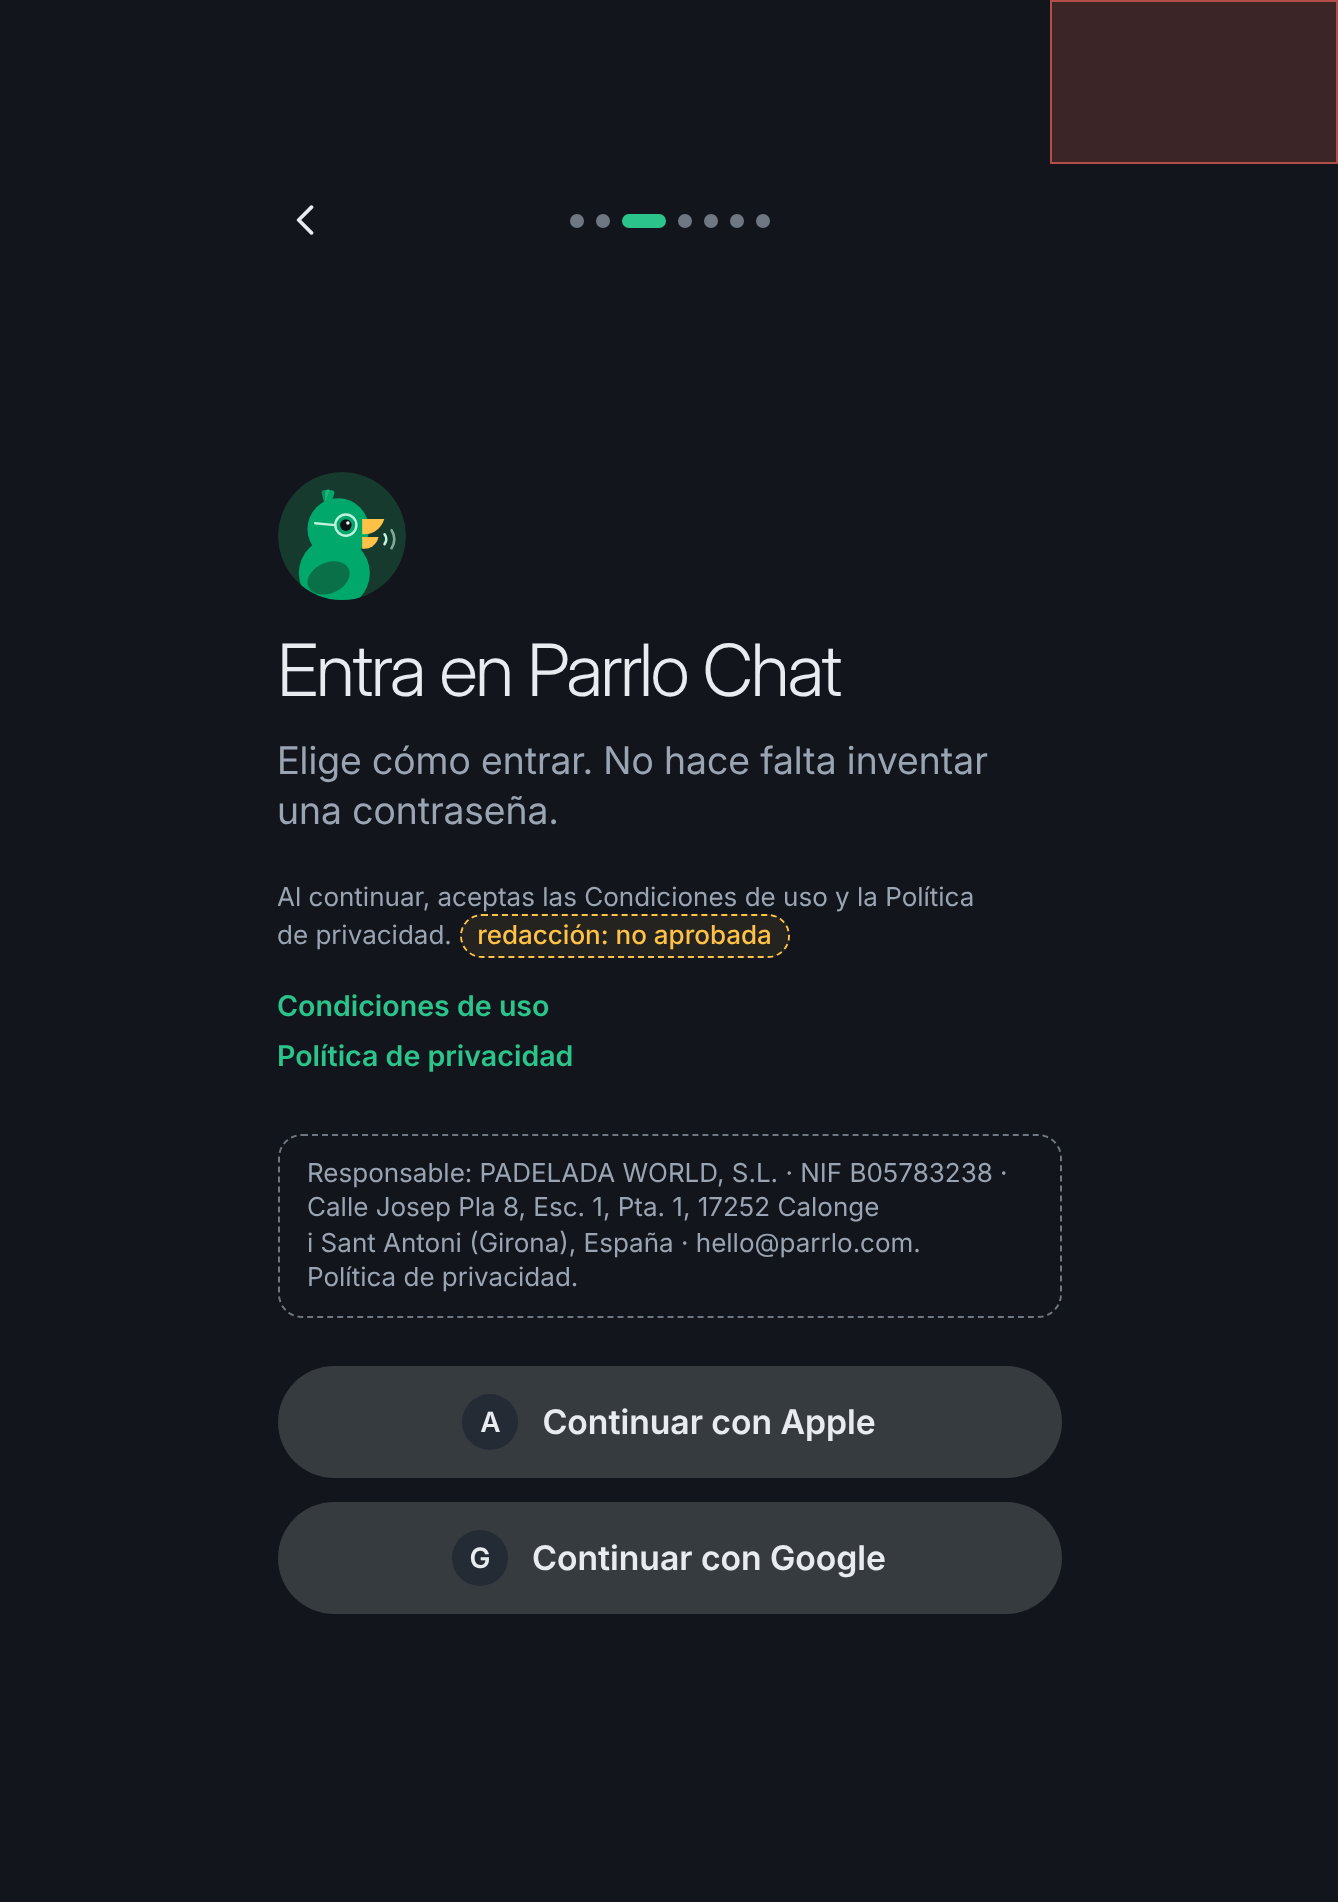 Entra en Parrlo Chat
Elige cómo entrar. No hace falta inventar
una contraseña.
Al continuar, aceptas las Condiciones de uso y la Política
de privacidad. redacción: no aprobada
Condiciones de uso
Política de privacidad
Responsable: PADELADA WORLD, S.L. · NIF B05783238 ·
Calle Josep Pla 8, Esc. 1, Pta. 1, 17252 Calonge
i Sant Antoni (Girona), España · hello@parrlo.com.
Política de privacidad.
A Continuar con Apple
G Continuar con Google